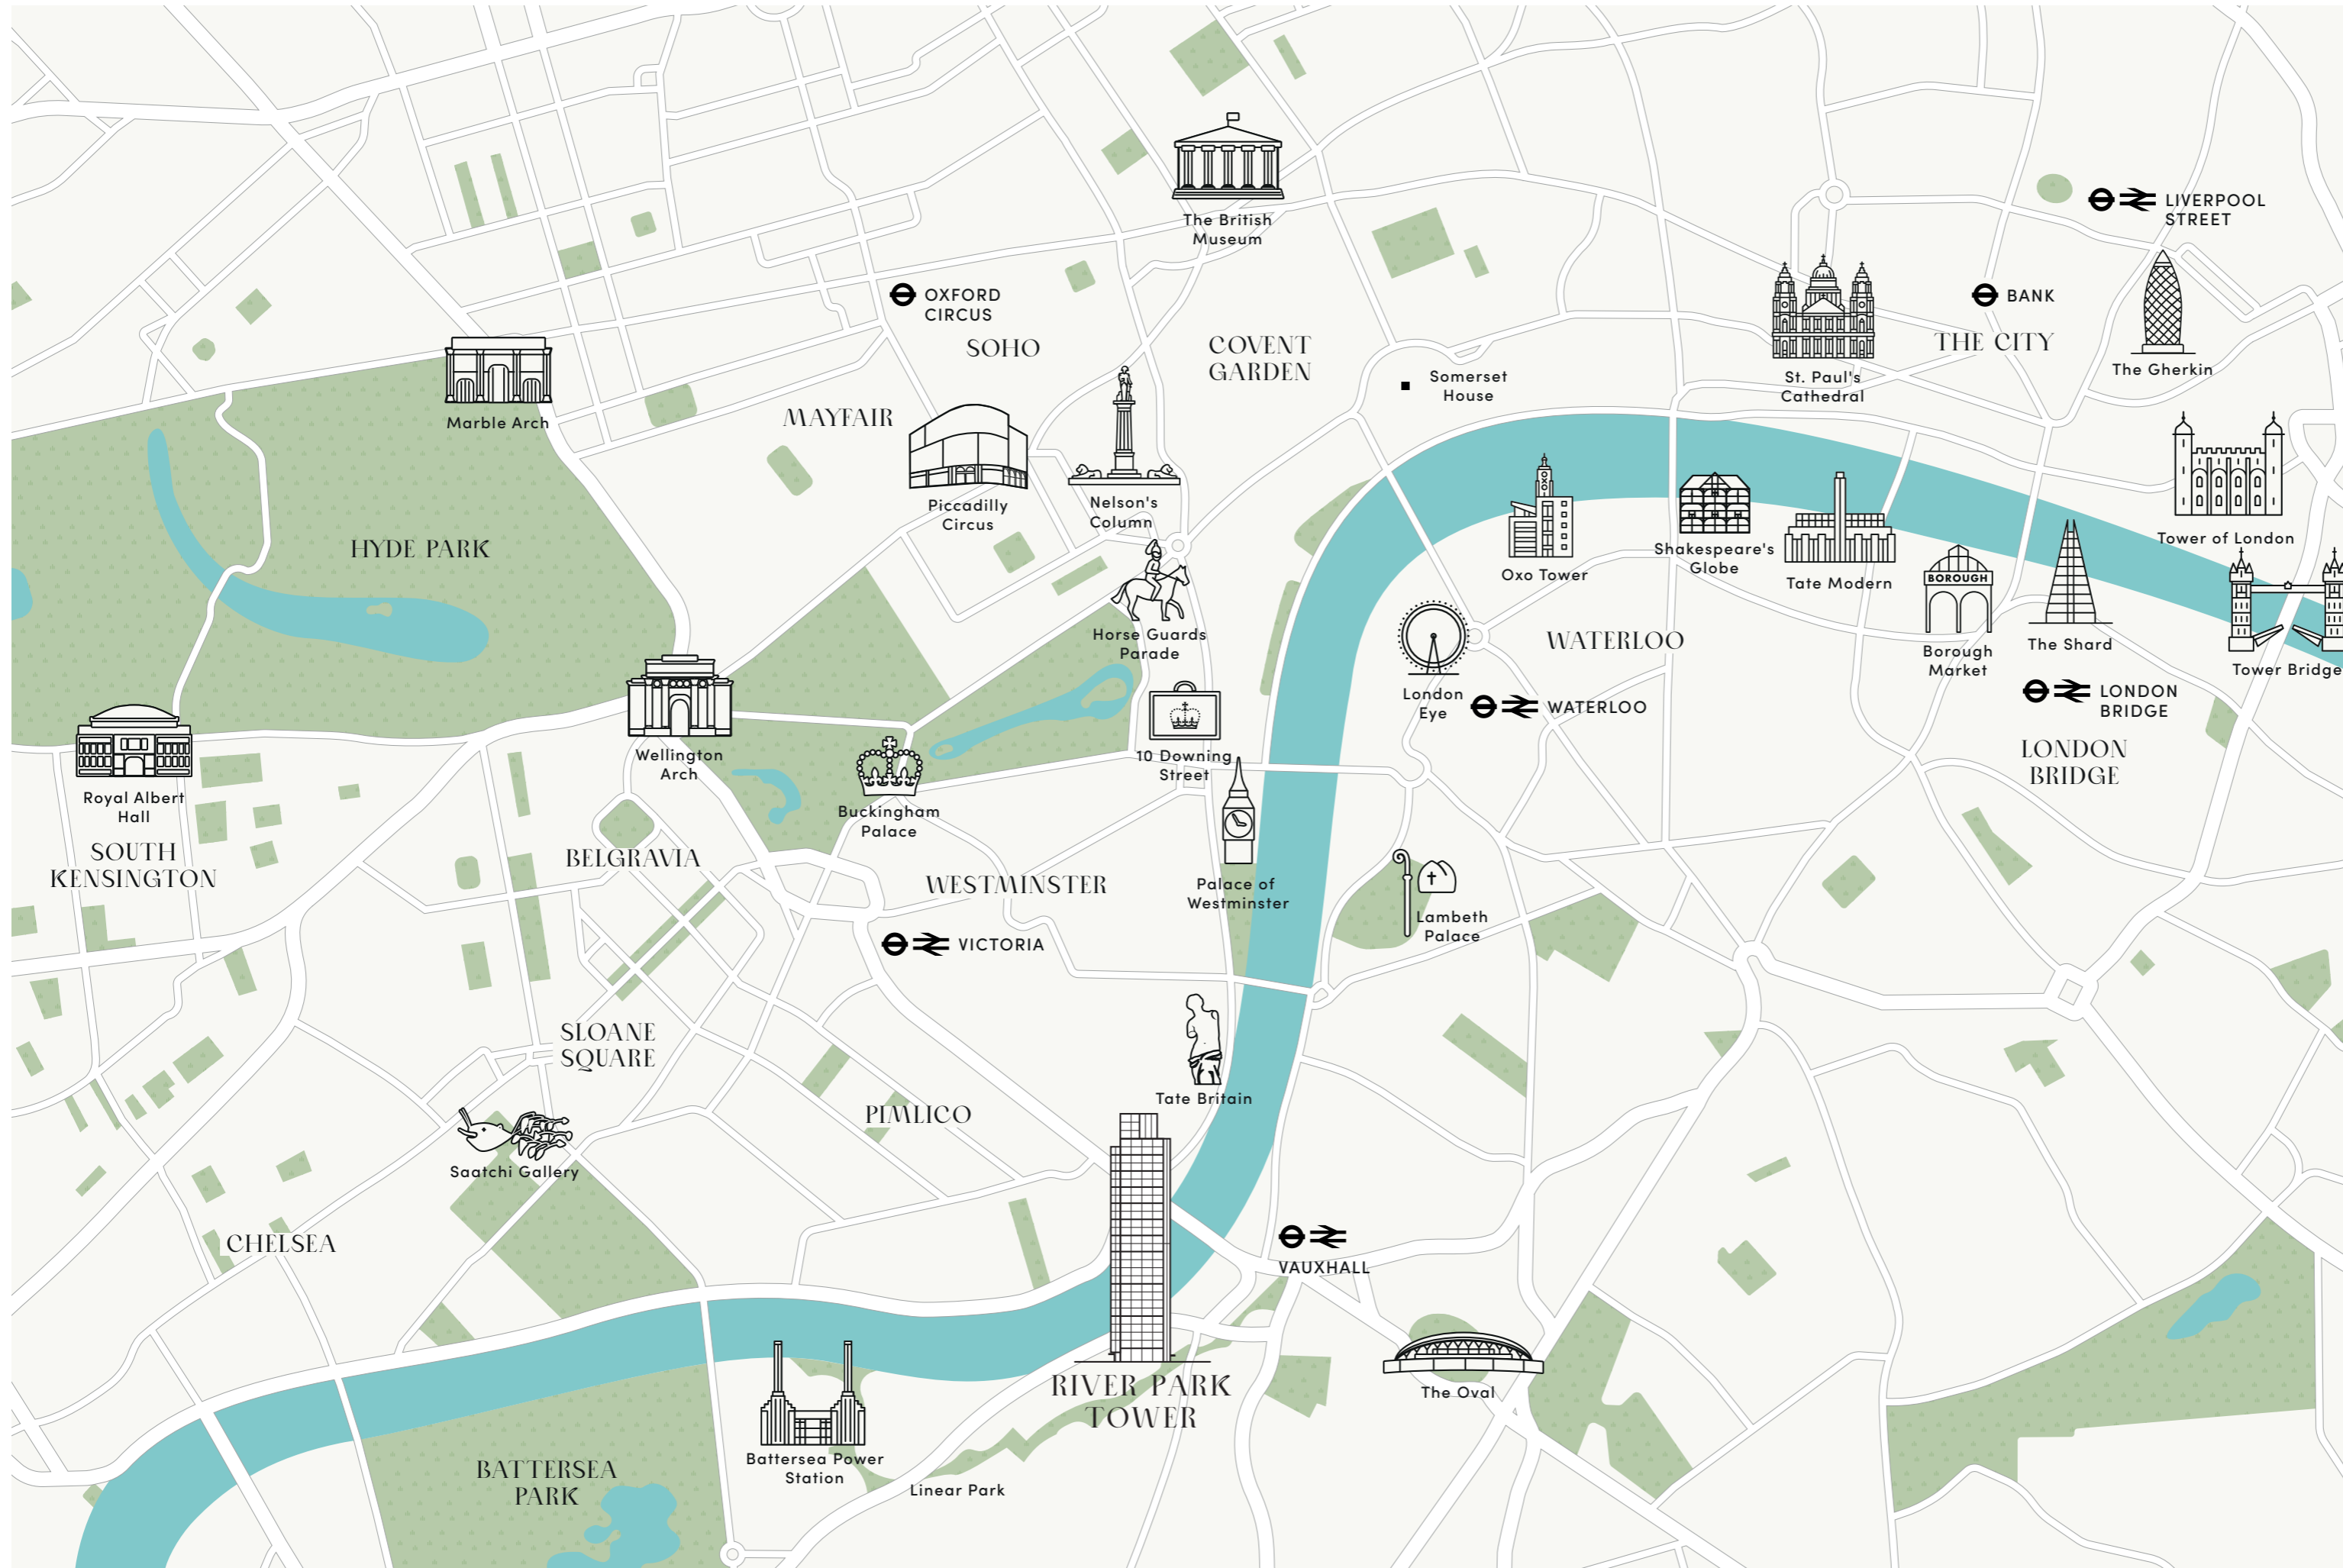 The British
Museum
LIVERPOOL
STREET
OXFORD
CIRCUS
SOHO
COVENT
GARDEN
BANK
THE CITY
The Gherkin
Somerset
House
St. Paul's
Cathedral
Marble Arch
MAYFAIR
Piccadilly
Circus
Nelson's
Column
HYDE PARK
Tower of London
Shakespeare's
Globe
Oxo Tower
Tate Modern
BOROUGH
Borough
Market
The Shard
Tower Bridge
Horse Guards
Parade
WATERLOO
London
Eye
WATERLOO
LONDON
BRIDGE
LONDON
BRIDGE
Wellington
Arch
10 Downing
Street
Royal Albert
Hall
Buckingham
Palace
SOUTH
KENSINGTON
BELGRAVIA
WESTMINSTER
Palace of
Westminster
Lambeth
Palace
VICTORIA
SLOANE
SQUARE
Tate Britain
PIMLICO
Saatchi Gallery
CHELSEA
VAUXHALL
RIVER PARK
TOWER
The Oval
Battersea Power
Station
BATTERSEA
PARK
Linear Park
OXO